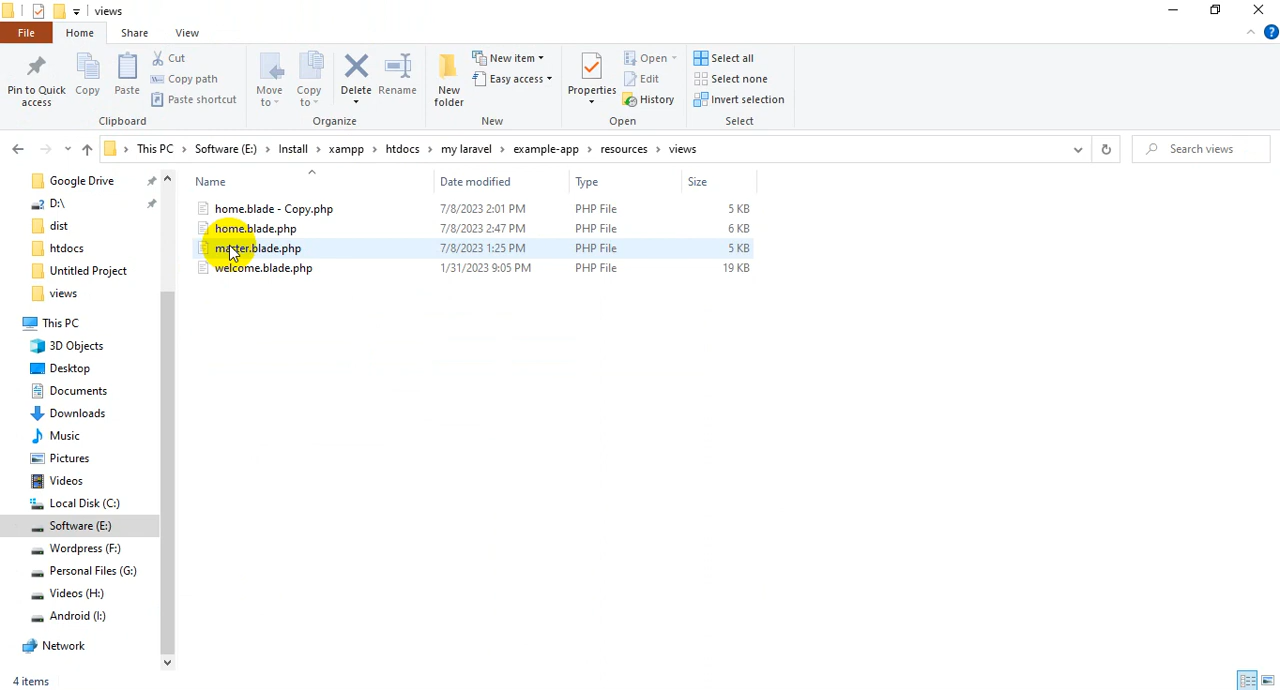 views
File Home Share View
Pin to Quick access
Copy
Paste
Cut
Copy path
Paste shortcut
Clipboard
Move to
Copy to
Delete
Rename
Organize
New folder
New item
Easy access
New
Properties
Open
Edit
History
Open
Select all
Select none
Invert selection
Select
This PC > Software (E:) > Install > xampp > htdocs > my laravel > example-app > resources > views
Search views
Google Drive
D:\
dist
htdocs
Untitled Project
views
This PC
3D Objects
Desktop
Documents
Downloads
Music
Pictures
Videos
Local Disk (C:)
Software (E:)
Wordpress (F:)
Personal Files (G:)
Videos (H:)
Android (I:)
Network
Name Date modified Type Size
home.blade - Copy.php 7/8/2023 2:01 PM PHP File 5 KB
home.blade.php 7/8/2023 2:47 PM PHP File 6 KB
master.blade.php 7/8/2023 1:25 PM PHP File 5 KB
welcome.blade.php 1/31/2023 9:05 PM PHP File 19 KB
4 items